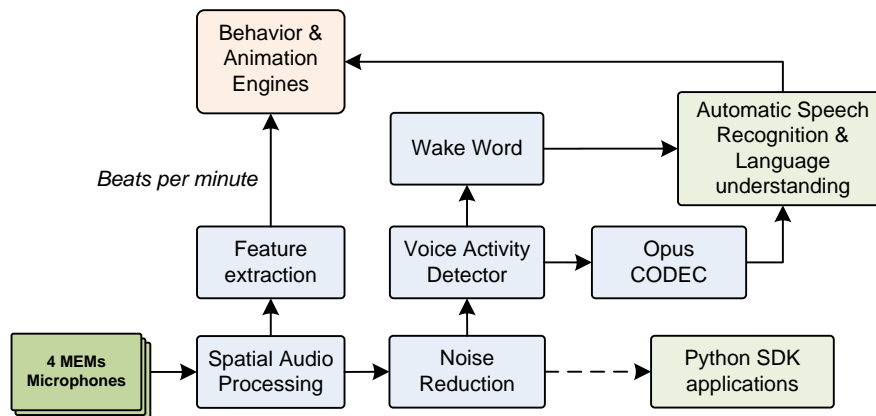 Behavior &
Animation
Engines
Automatic Speech
Recognition &
Language
understanding
Wake Word
Beats per minute
Feature
extraction
Voice Activity
Detector
Opus
CODEC
4 MEMs
Microphones
Spatial Audio
Processing
Noise
Reduction
Python SDK
applications